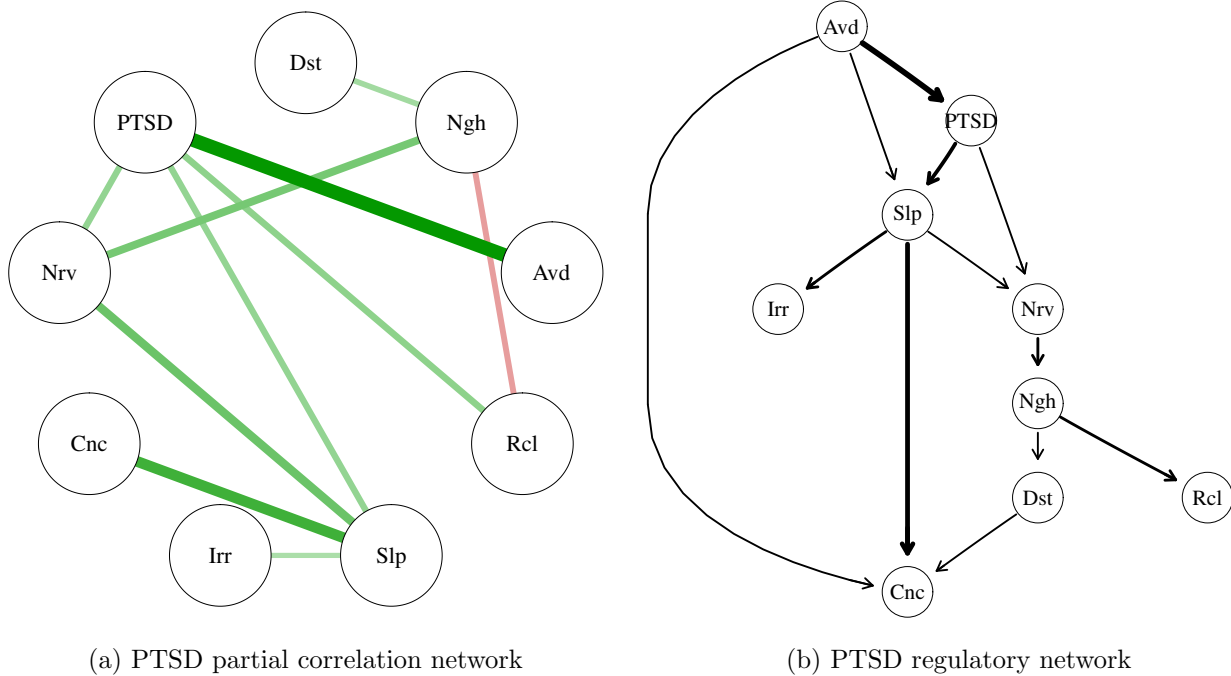 Dst
PTSD
Ngh
Nrv
Avd
Cnc
Rcl
Irr
Slp
(a) PTSD partial correlation network
Avd
PTSD
Slp
Irr
Nrv
Ngh
Dst
Rcl
Cnc
(b) PTSD regulatory network